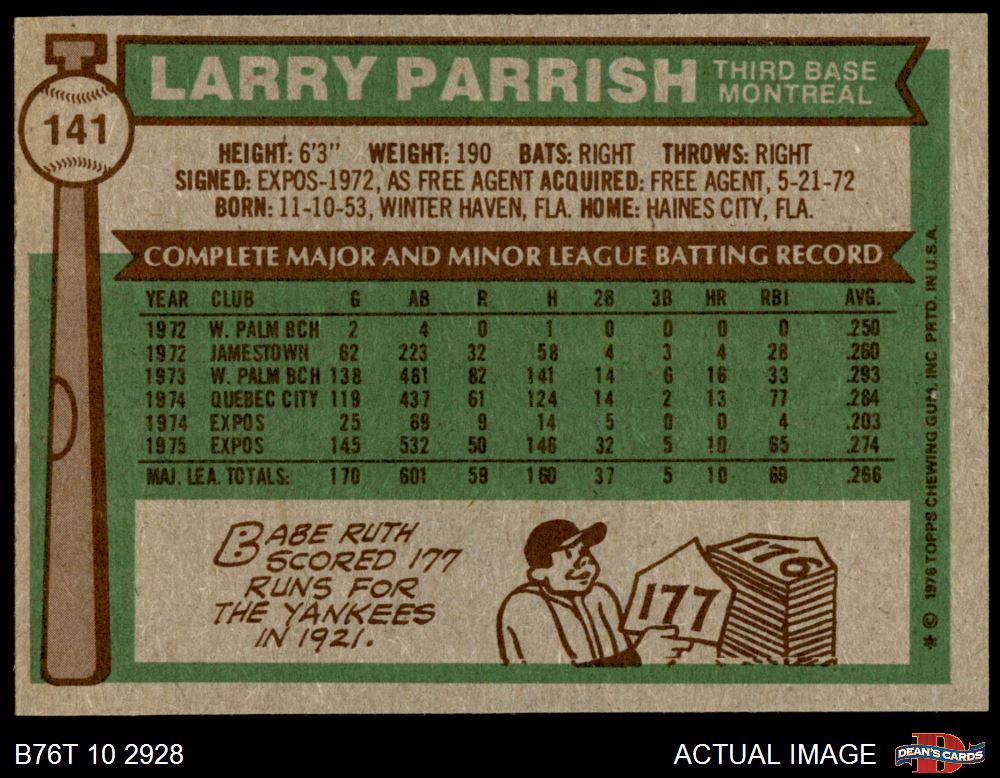 141
LARRY PARRISH THIRD BASE
MONTREAL
HEIGHT: 6'3" WEIGHT: 190 BATS: RIGHT THROWS: RIGHT
SIGNED: EXPOS-1972, AS FREE AGENT ACQUIRED: FREE AGENT, 5-21-72
BORN: 11-10-53, WINTER HAVEN, FLA. HOME: HAINES CITY, FLA.
COMPLETE MAJOR AND MINOR LEAGUE BATTING RECORD
YEAR CLUB G AB R H 2B 3B HR RBI AVG.
1972 W. PALM BCH 2 4 0 1 0 0 0 0 .250
1972 JAMESTOWN 62 223 32 58 4 3 4 28 .260
1973 W. PALM BCH 138 481 82 141 14 6 16 33 .293
1974 QUEBEC CITY 119 437 61 124 14 2 13 77 .284
1974 EXPOS 25 69 9 14 5 0 0 4 .203
1975 EXPOS 145 532 50 146 32 5 10 65 .274
MAJ. LEA. TOTALS: 170 601 59 160 37 5 10 69 .266
BABE RUTH
SCORED 177
RUNS FOR
THE YANKEES
IN 1921.
177
176
* © 1976 TOPPS CHEWING GUM, INC. PRTD. IN U.S.A.
B76T 10 2928
ACTUAL IMAGE
DEAN'S CARDS